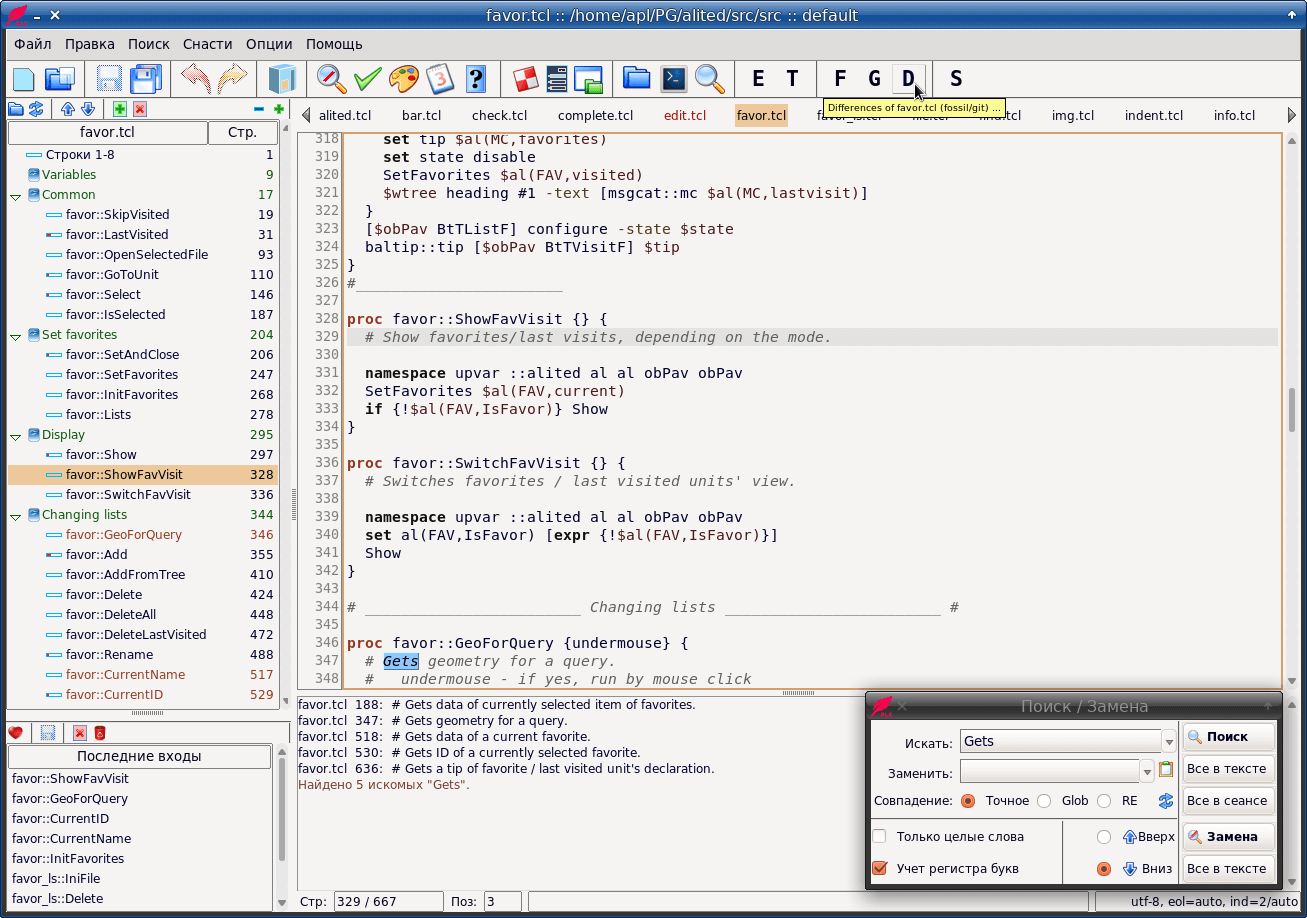 favor.tcl :: /home/apl/PG/alited/src/src :: default
Файл Правка Поиск Снасти Опции Помощь
E T F G D S
Differences of favor.tcl (fossil/git) ...
alited.tcl bar.tcl check.tcl complete.tcl edit.tcl favor.tcl img.tcl indent.tcl info.tcl
favor.tcl Стр.
Строки 1-8 1
Variables 9
Common 17
favor::SkipVisited 19
favor::LastVisited 31
favor::OpenSelectedFile 93
favor::GoToUnit 110
favor::Select 146
favor::IsSelected 187
Set favorites 204
favor::SetAndClose 206
favor::SetFavorites 247
favor::InitFavorites 268
favor::Lists 278
Display 295
favor::Show 297
favor::ShowFavVisit 328
favor::SwitchFavVisit 336
Changing lists 344
favor::GeoForQuery 346
favor::Add 355
favor::AddFromTree 410
favor::Delete 424
favor::DeleteAll 448
favor::DeleteLastVisited 472
favor::Rename 488
favor::CurrentName 517
favor::CurrentID 529
Последние входы
favor::ShowFavVisit
favor::GeoForQuery
favor::CurrentID
favor::CurrentName
favor::InitFavorites
favor_ls::IniFile
favor_ls::Delete
318 set tip $al(MC,favorites)
319 set state disable
320 SetFavorites $al(FAV,visited)
321 $wtree heading #1 -text [msgcat::mc $al(MC,lastvisit)]
322 }
323 [$obPav BtTListF] configure -state $state
324 baltip::tip [$obPav BtTVisitF] $tip
325 }
326 #_______________________
327
328 proc favor::ShowFavVisit {} {
329 # Show favorites/last visits, depending on the mode.
330
331 namespace upvar ::alited al al obPav obPav
332 SetFavorites $al(FAV,current)
333 if {!$al(FAV,IsFavor)} Show
334 }
335
336 proc favor::SwitchFavVisit {} {
337 # Switches favorites / last visited units' view.
338
339 namespace upvar ::alited al al obPav obPav
340 set al(FAV,IsFavor) [expr {!$al(FAV,IsFavor)}]
341 Show
342 }
343
344 # ________________________ Changing lists ________________________ #
345
346 proc favor::GeoForQuery {undermouse} {
347 # Gets geometry for a query.
348 # undermouse - if yes, run by mouse click
favor.tcl 188: # Gets data of currently selected item of favorites.
favor.tcl 347: # Gets geometry for a query.
favor.tcl 518: # Gets data of a current favorite.
favor.tcl 530: # Gets ID of a currently selected favorite.
favor.tcl 636: # Gets a tip of favorite / last visited unit's declaration.
Найдено 5 искомых "Gets".
Поиск / Замена
Искать: Gets Поиск
Заменить: Все в тексте
Совпадение: Точное Glob RE Все в сеансе
Только целые слова Вверх Замена
Учет регистра букв Вниз Все в тексте
Стр: 329 / 667 Поз: 3 utf-8, eol=auto, ind=2/auto